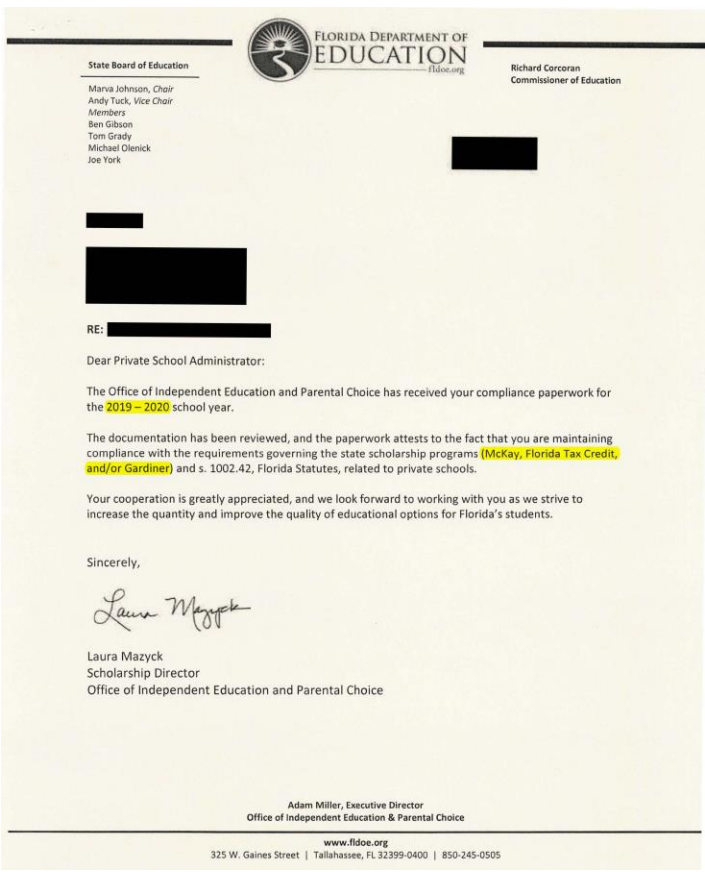 FLORIDA DEPARTMENT OF
EDUCATION
fldoe.org
State Board of Education
Marva Johnson, Chair
Andy Tuck, Vice Chair
Members
Ben Gibson
Tom Grady
Michael Olenick
Joe York
Richard Corcoran
Commissioner of Education
RE:
Dear Private School Administrator:
The Office of Independent Education and Parental Choice has received your compliance paperwork for
the 2019 – 2020 school year.
The documentation has been reviewed, and the paperwork attests to the fact that you are maintaining
compliance with the requirements governing the state scholarship programs (McKay, Florida Tax Credit,
and/or Gardiner) and s. 1002.42, Florida Statutes, related to private schools.
Your cooperation is greatly appreciated, and we look forward to working with you as we strive to
increase the quantity and improve the quality of educational options for Florida's students.
Sincerely,
Laura Mazyck
Laura Mazyck
Scholarship Director
Office of Independent Education and Parental Choice
Adam Miller, Executive Director
Office of Independent Education & Parental Choice
www.fldoe.org
325 W. Gaines Street | Tallahassee, FL 32399-0400 | 850-245-0505